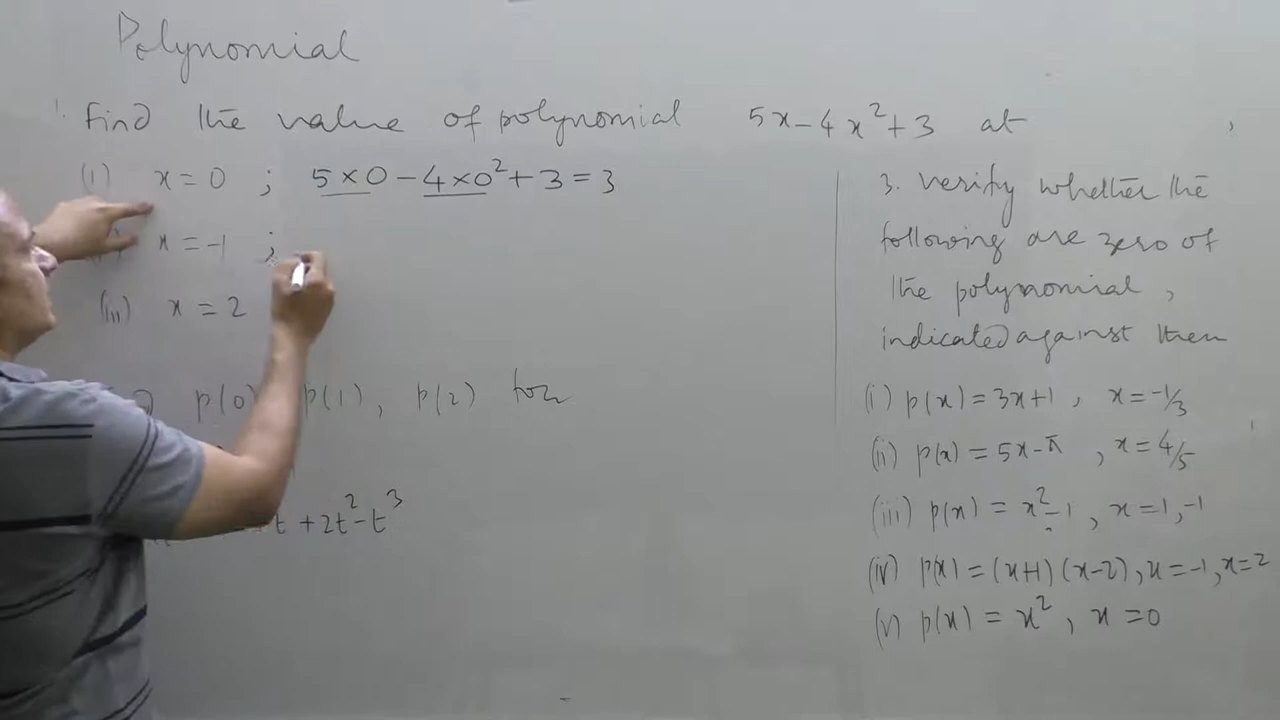 Polynomial
1. Find the value of polynomial 5x-4x²+3 at
(i) x=0 ; 5×0-4×0²+3=3
x=-1 ;
(iii) x=2
p(0) p(1), p(2) for
t+2t²-t³
3. Verify whether the
following are zero of
the polynomial,
indicated against them
(i) p(x)=3x+1, x=-1/3
(ii) p(x)=5x-π, x=4/5
(iii) p(x)=x²-1, x=1,-1
(iv) p(x)=(x+1)(x-2), x=-1, x=2
(v) p(x)=x², x=0